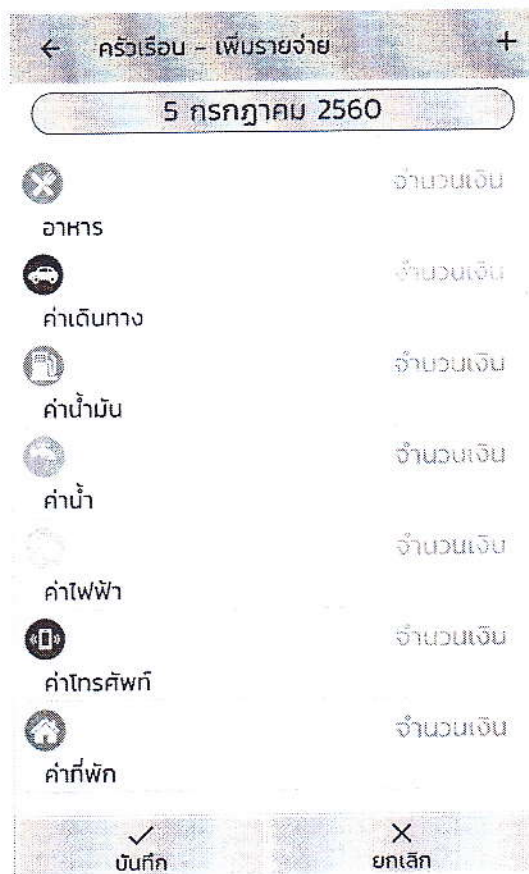 ครัวเรือน - เพิ่มรายจ่าย
5 กรกฎาคม 2560
จำนวนเงิน
อาหาร
จำนวนเงิน
ค่าเดินทาง
จำนวนเงิน
ค่าน้ำมัน
จำนวนเงิน
ค่าน้ำ
จำนวนเงิน
ค่าไฟฟ้า
จำนวนเงิน
ค่าโทรศัพท์
จำนวนเงิน
ค่าที่พัก
บันทึก ยกเลิก